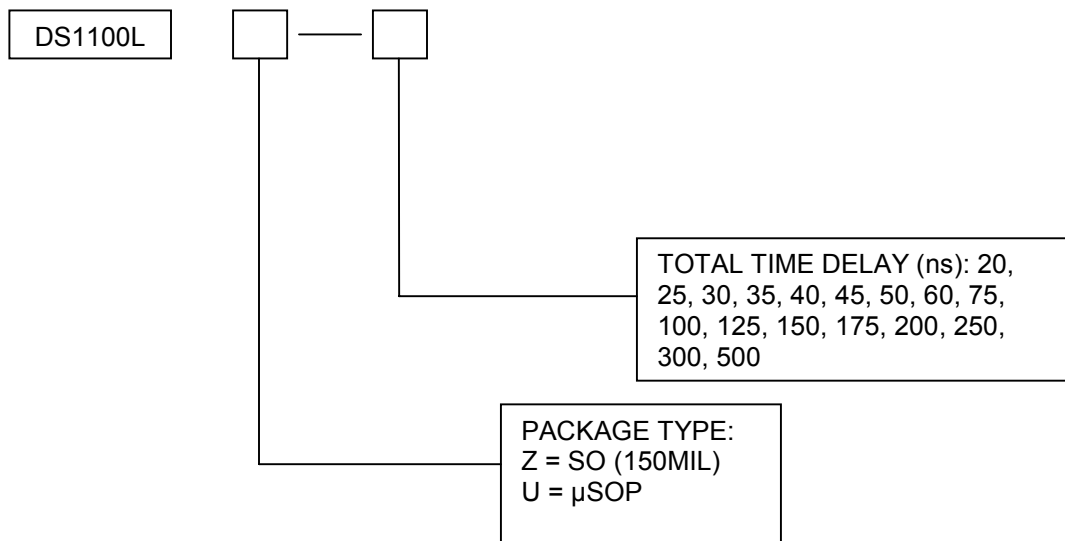 DS1100L
TOTAL TIME DELAY (ns): 20,
25, 30, 35, 40, 45, 50, 60, 75,
100, 125, 150, 175, 200, 250,
300, 500
PACKAGE TYPE:
Z = SO (150MIL)
U = µSOP